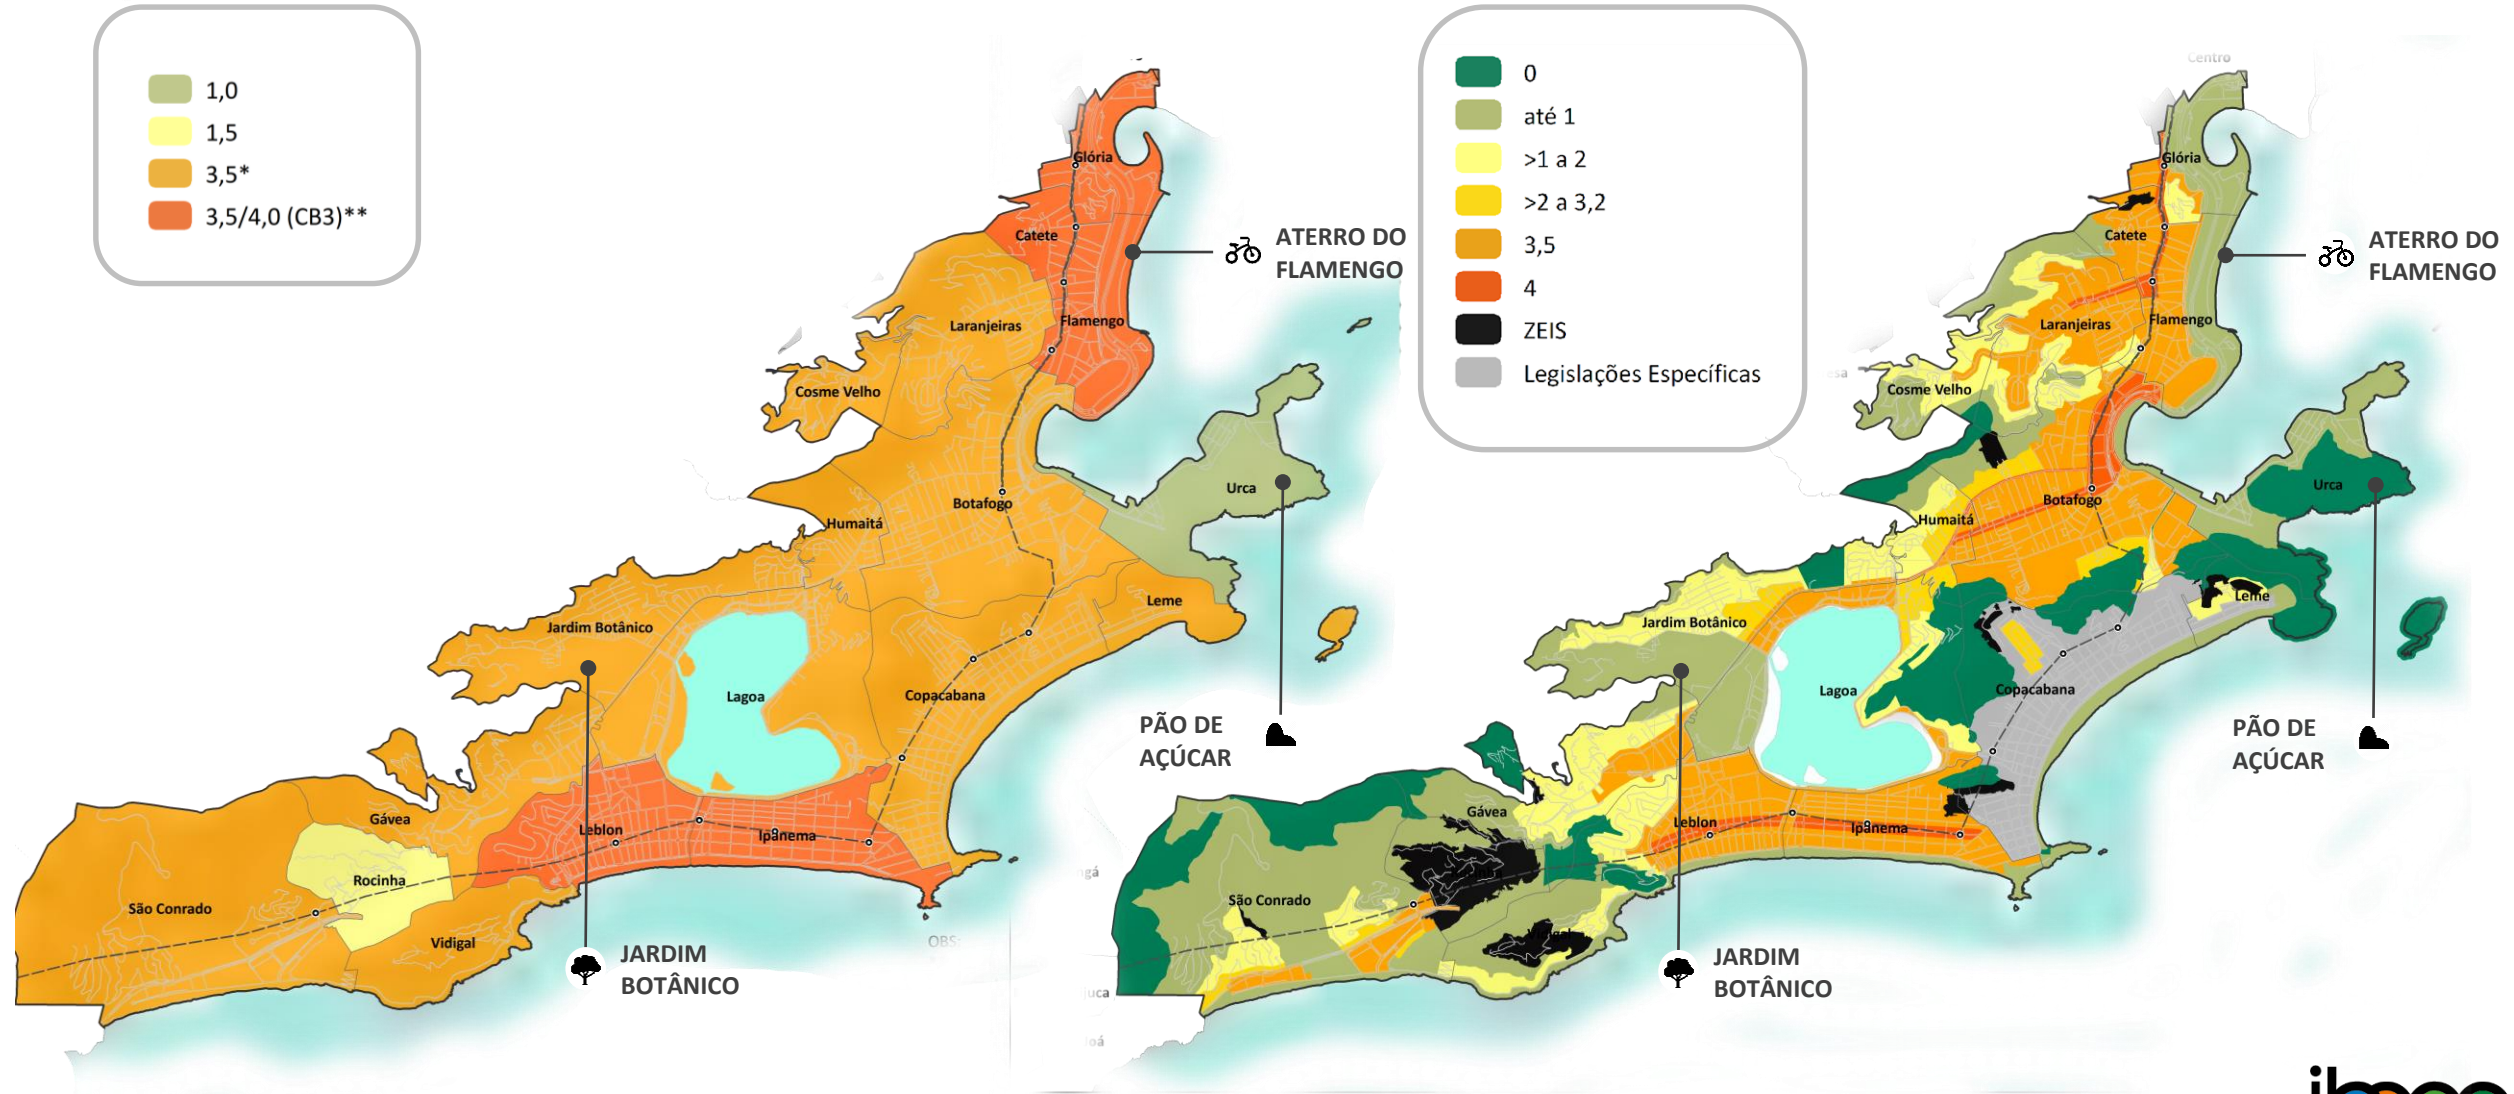 1,0
1,5
3,5*
3,5/4,0 (CB3)**
Glória
Catete
ATERRO DO
FLAMENGO
Flamengo
Laranjeiras
Cosme Velho
Urca
Botafogo
Humaitá
Leme
Jardim Botânico
Lagoa
Copacabana
PÃO DE
AÇÚCAR
Gávea
Leblon
Ipanema
Rocinha
São Conrado
Vidigal
OBS:
JARDIM
BOTÂNICO
0
até 1
>1 a 2
>2 a 3,2
3,5
4
ZEIS
Legislações Específicas
Centro
Glória
Catete
ATERRO DO
FLAMENGO
Flamengo
Laranjeiras
Cosme Velho
Urca
Botafogo
Humaitá
Leme
Jardim Botânico
Lagoa
Copacabana
PÃO DE
AÇÚCAR
Gávea
Leblon
Ipanema
São Conrado
JARDIM
BOTÂNICO